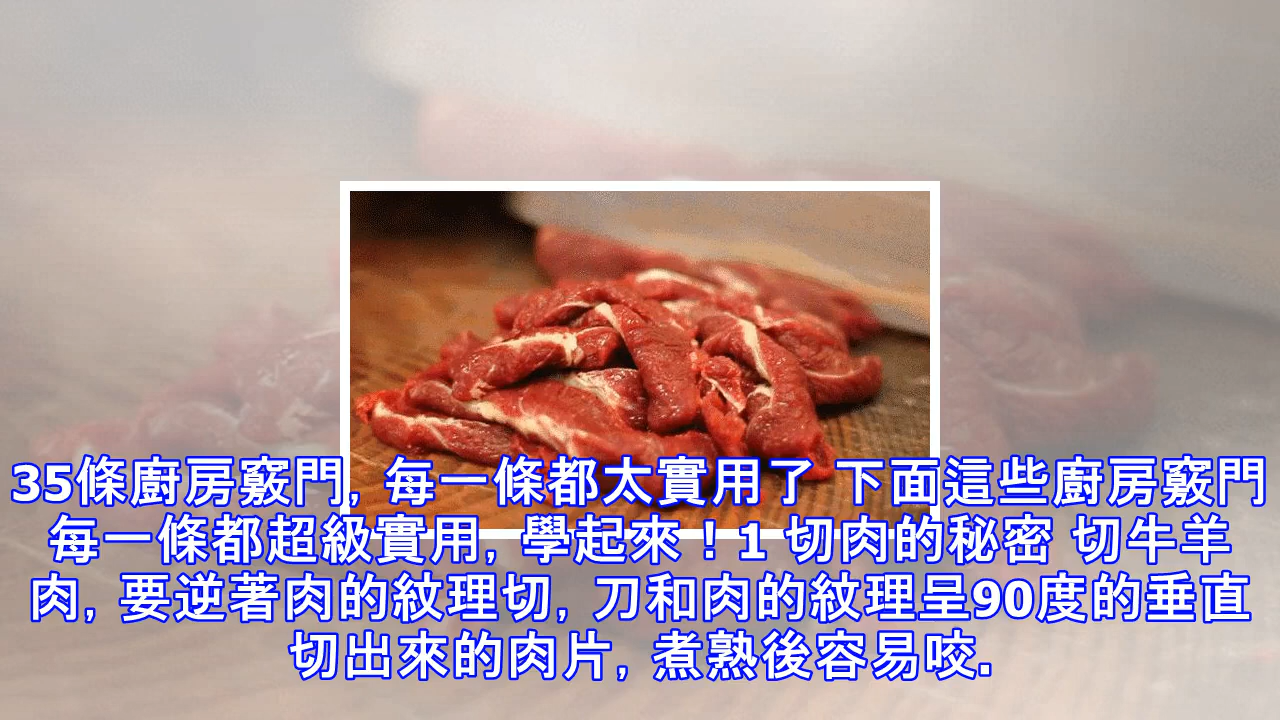 35條廚房竅門, 每一條都太實用了 下面這些廚房竅門
每一條都超級實用, 學起來！1 切肉的秘密 切牛羊
肉, 要逆著肉的紋理切, 刀和肉的紋理呈90度的垂直
切出來的肉片, 煮熟後容易咬.